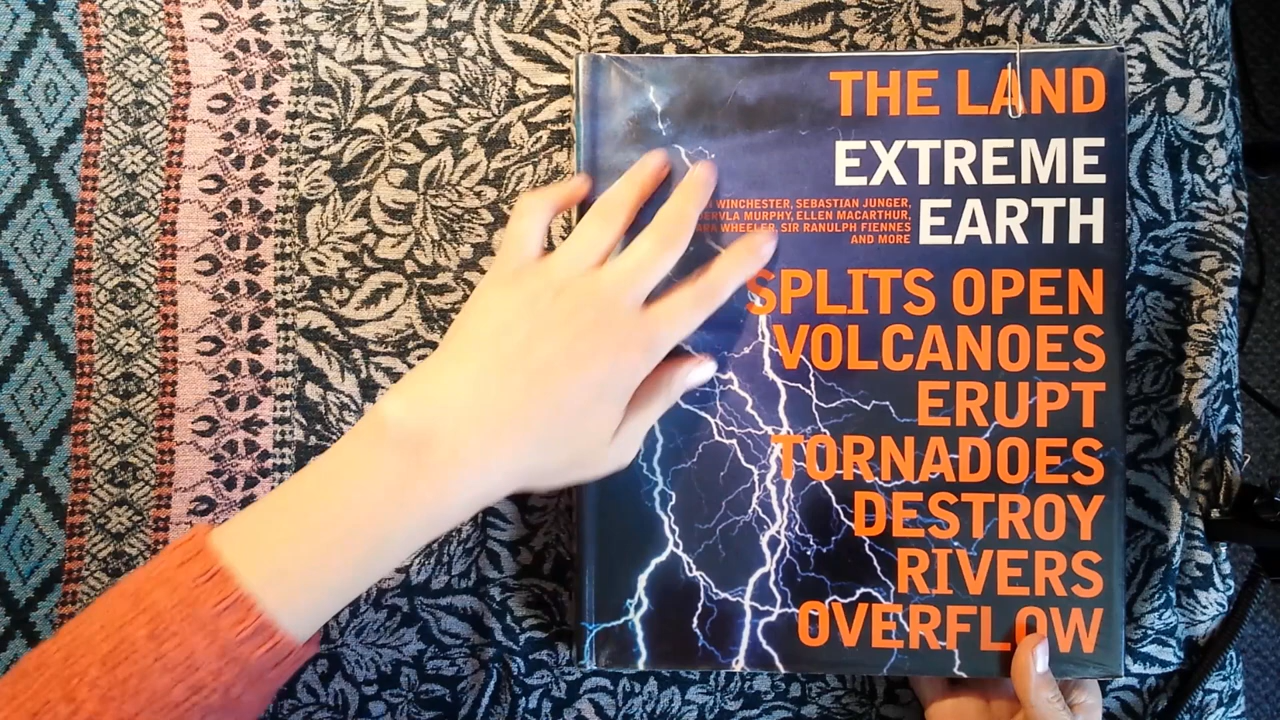 THE LAND
EXTREME
WINCHESTER, SEBASTIAN JUNGER,
MURPHY, ELLEN MACARTHUR,
WHEELER, SIR RANULPH FIENNES
AND MORE
EARTH
SPLITS OPEN
VOLCANOES
ERUPT
TORNADOES
DESTROY
RIVERS
OVERFLOW